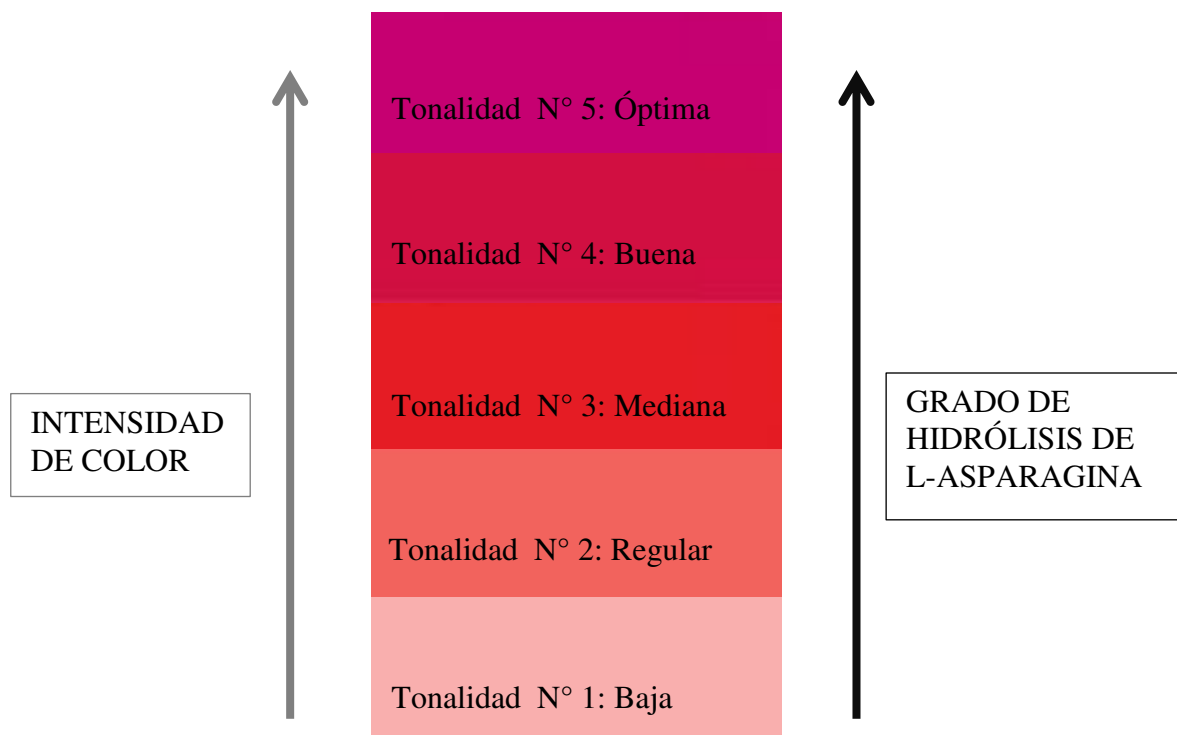 Tonalidad N° 5: Óptima
Tonalidad N° 4: Buena
Tonalidad N° 3: Mediana
Tonalidad N° 2: Regular
Tonalidad N° 1: Baja
INTENSIDAD
DE COLOR
GRADO DE
HIDRÓLISIS DE
L-ASPARAGINA